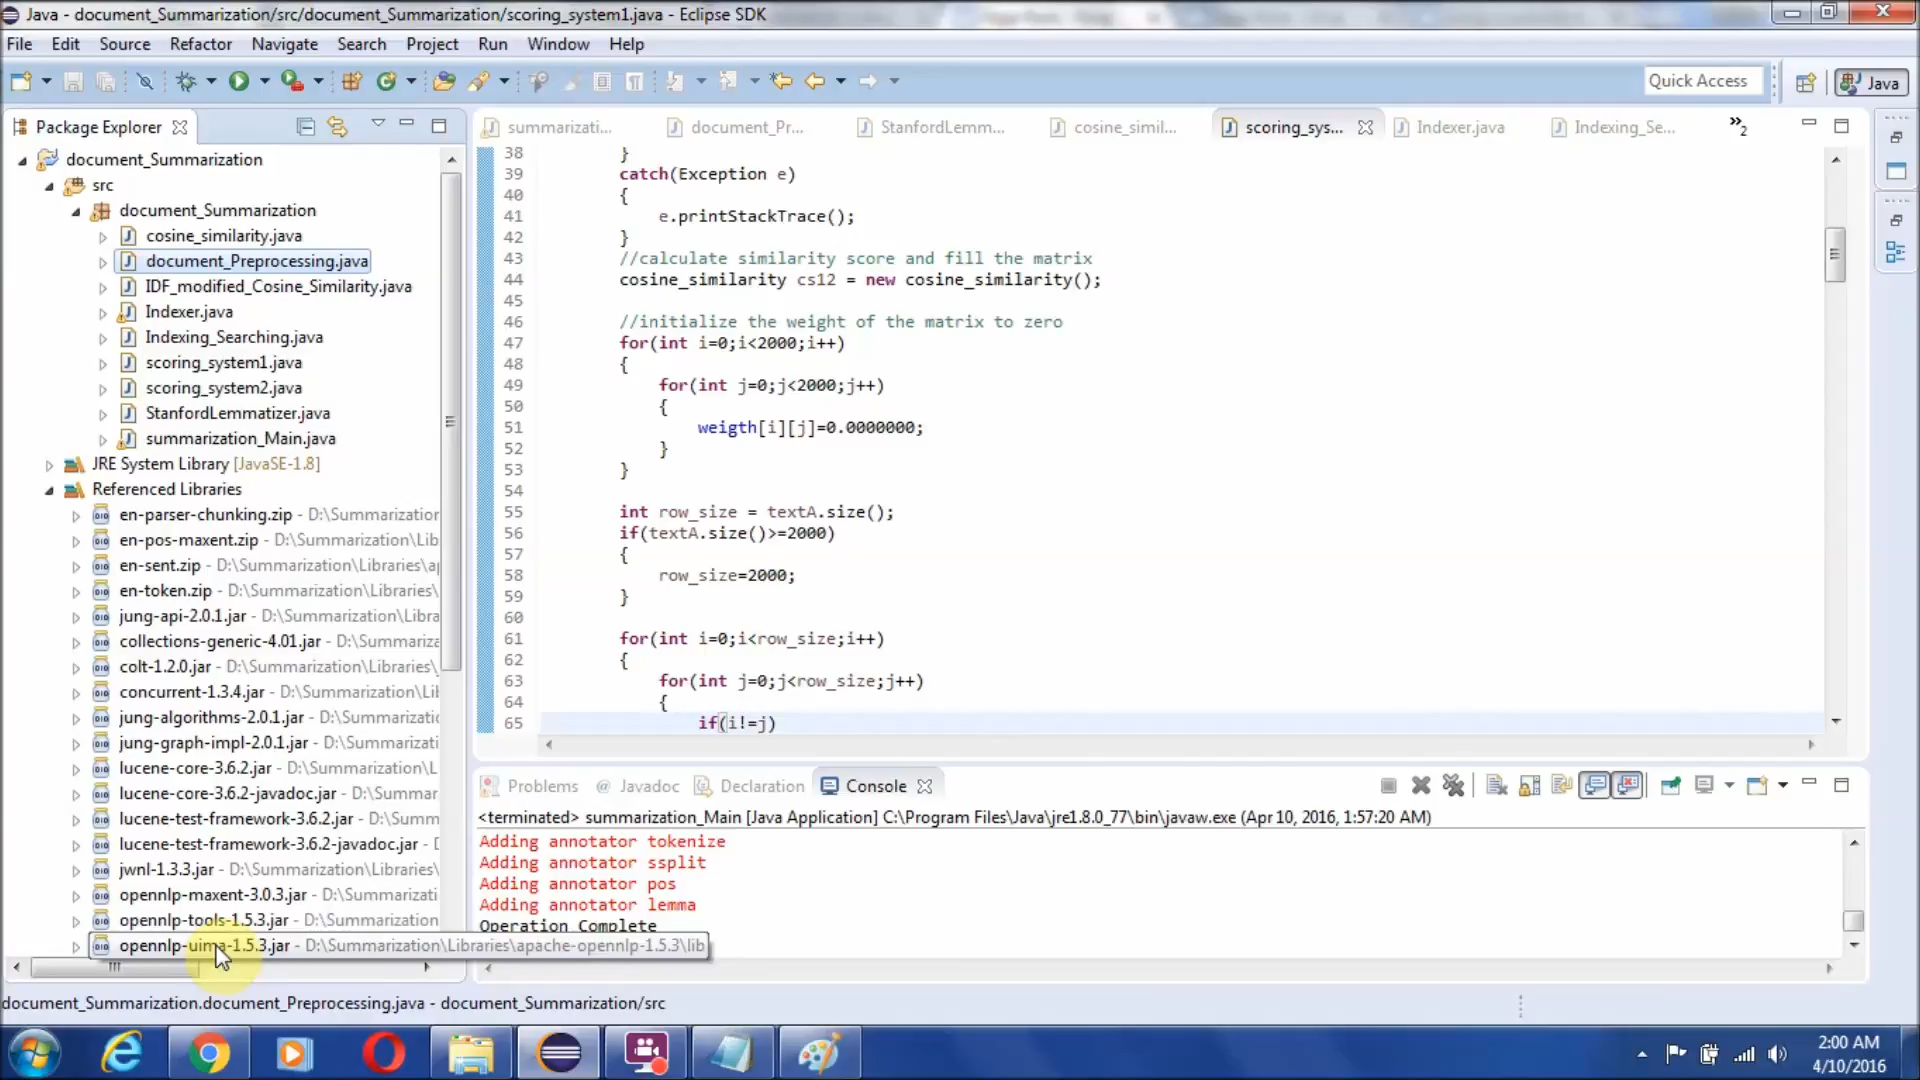 Java - document_Summarization/src/document_Summarization/scoring_system1.java - Eclipse SDK
File Edit Source Refactor Navigate Search Project Run Window Help
Quick Access
Java
Package Explorer
document_Summarization
src
document_Summarization
cosine_similarity.java
document_Preprocessing.java
IDF_modified_Cosine_Similarity.java
Indexer.java
Indexing_Searching.java
scoring_system1.java
scoring_system2.java
StanfordLemmatizer.java
summarization_Main.java
JRE System Library [JavaSE-1.8]
Referenced Libraries
en-parser-chunking.zip - D:\Summarization
en-pos-maxent.zip - D:\Summarization\Lib
en-sent.zip - D:\Summarization\Libraries\a
en-token.zip - D:\Summarization\Libraries\
jung-api-2.0.1.jar - D:\Summarization\Libra
collections-generic-4.01.jar - D:\Summariza
colt-1.2.0.jar - D:\Summarization\Libraries\
concurrent-1.3.4.jar - D:\Summarization\Li
jung-algorithms-2.0.1.jar - D:\Summarizati
jung-graph-impl-2.0.1.jar - D:\Summarizati
lucene-core-3.6.2.jar - D:\Summarization\L
lucene-core-3.6.2-javadoc.jar - D:\Summar
lucene-test-framework-3.6.2.jar - D:\Summ
lucene-test-framework-3.6.2-javadoc.jar - D
jwnl-1.3.3.jar - D:\Summarization\Libraries
opennlp-maxent-3.0.3.jar - D:\Summarizati
opennlp-tools-1.5.3.jar - D:\Summarization
opennlp-uima-1.5.3.jar - D:\Summarization\Libraries\apache-opennlp-1.5.3\lib
summarizati... document_Pr... StanfordLemm... cosine_simil... scoring_sys... Indexer.java Indexing_Se... »2
38 }
39 catch(Exception e)
40 {
41 e.printStackTrace();
42 }
43 //calculate similarity score and fill the matrix
44 cosine_similarity cs12 = new cosine_similarity();
45
46 //initialize the weight of the matrix to zero
47 for(int i=0;i<2000;i++)
48 {
49 for(int j=0;j<2000;j++)
50 {
51 weigth[i][j]=0.0000000;
52 }
53 }
54
55 int row_size = textA.size();
56 if(textA.size()>=2000)
57 {
58 row_size=2000;
59 }
60
61 for(int i=0;i<row_size;i++)
62 {
63 for(int j=0;j<row_size;j++)
64 {
65 if(i!=j)
Problems @ Javadoc Declaration Console
<terminated> summarization_Main [Java Application] C:\Program Files\Java\jre1.8.0_77\bin\javaw.exe (Apr 10, 2016, 1:57:20 AM)
Adding annotator tokenize
Adding annotator ssplit
Adding annotator pos
Adding annotator lemma
Operation Complete
document_Summarization.document_Preprocessing.java - document_Summarization/src
2:00 AM
4/10/2016